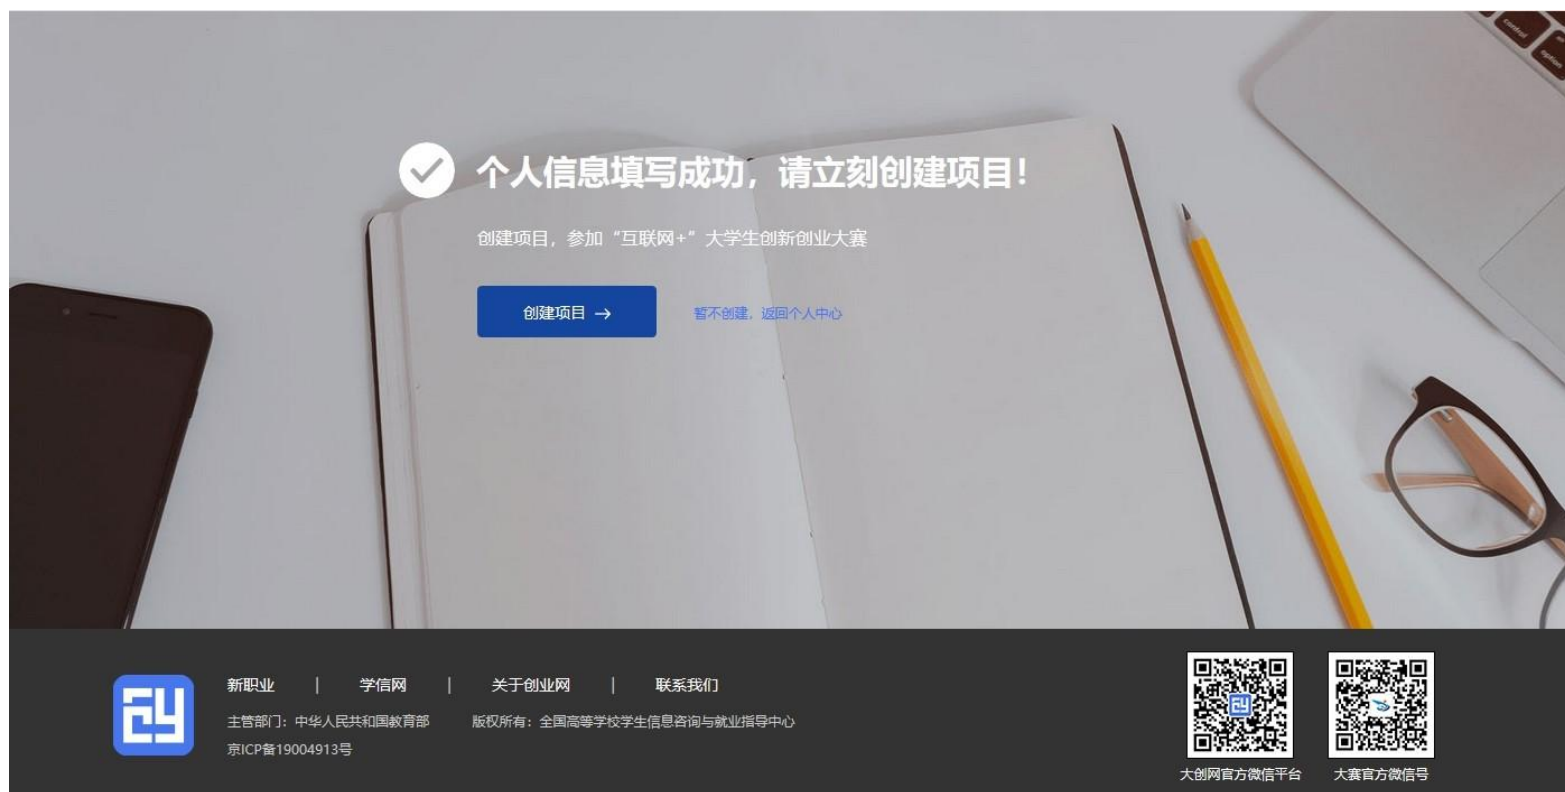 个人信息填写成功，请立刻创建项目！
创建项目，参加“互联网+”大学生创新创业大赛
创建项目 → 暂不创建，返回个人中心
新职业 | 学信网 | 关于创业网 | 联系我们
主管部门：中华人民共和国教育部 版权所有：全国高等学校学生信息咨询与就业指导中心
京ICP备19004913号
大创网官方微信平台 大赛官方微信号